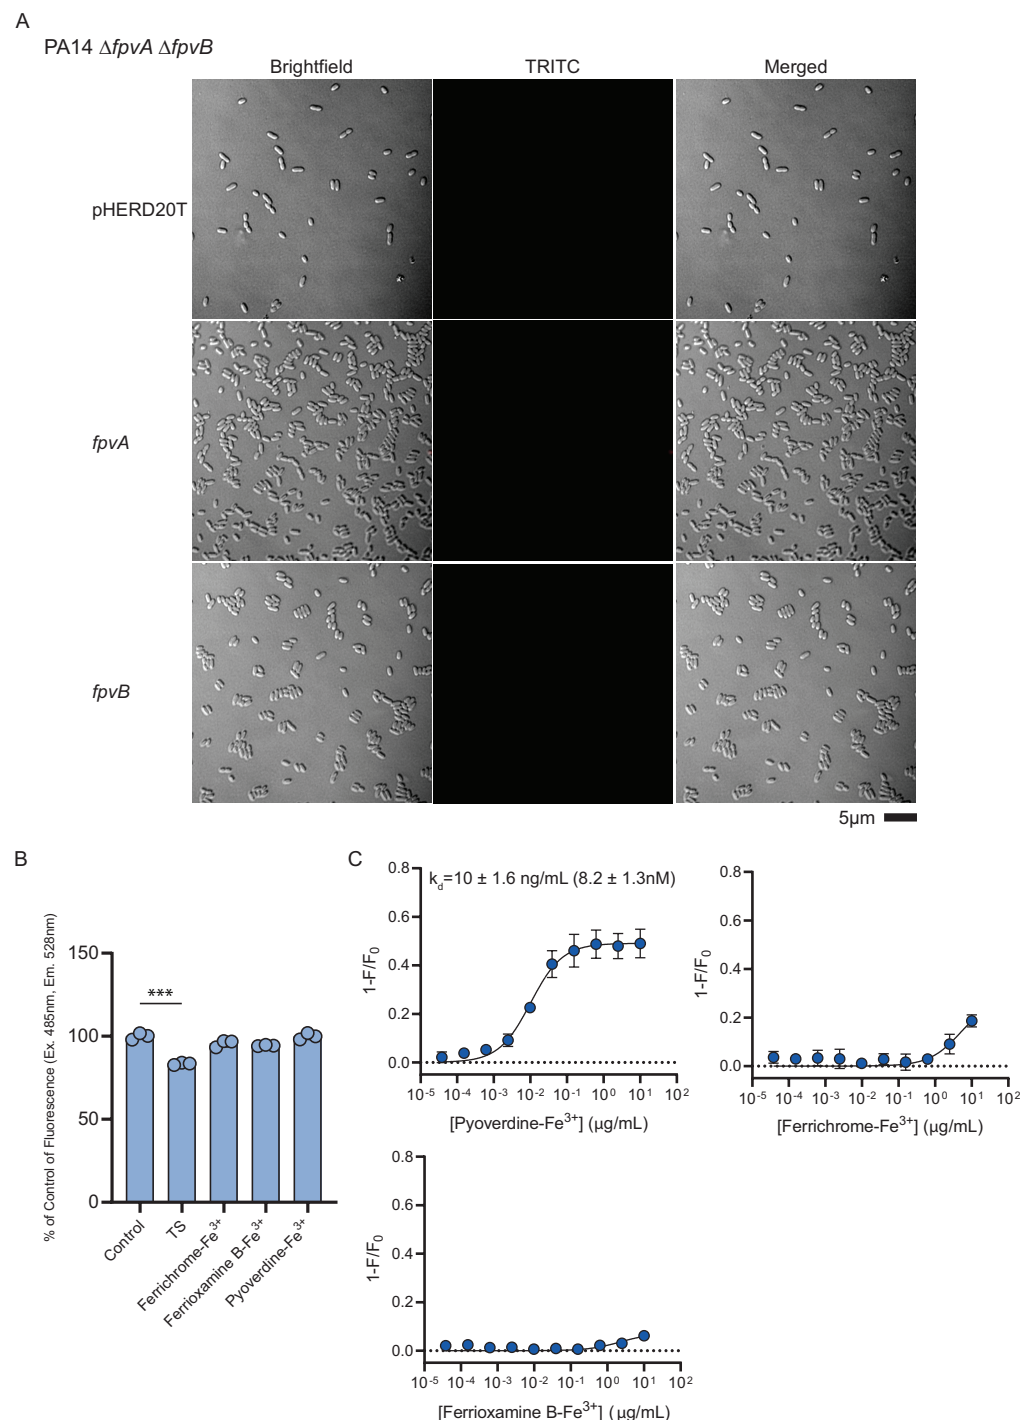 A
PA14 ΔfpvA ΔfpvB
Brightfield TRITC Merged
pHERD20T
fpvA
fpvB
5μm
B
% of Control of Fluorescence (Ex. 485nm, Em. 528nm)
150
100
50
0
***
Control
TS
Ferrichrome-Fe³⁺
Ferrioxamine B-Fe³⁺
Pyoverdine-Fe³⁺
C
k_d=10 ± 1.6 ng/mL (8.2 ± 1.3nM)
1-F/F₀
0.8
0.6
0.4
0.2
0.0
10⁻⁵ 10⁻⁴ 10⁻³ 10⁻² 10⁻¹ 10⁰ 10¹ 10²
[Pyoverdine-Fe³⁺] (μg/mL)
1-F/F₀
0.8
0.6
0.4
0.2
0.0
10⁻⁵ 10⁻⁴ 10⁻³ 10⁻² 10⁻¹ 10⁰ 10¹ 10²
[Ferrichrome-Fe³⁺] (μg/mL)
1-F/F₀
0.8
0.6
0.4
0.2
0.0
10⁻⁵ 10⁻⁴ 10⁻³ 10⁻² 10⁻¹ 10⁰ 10¹ 10²
[Ferrioxamine B-Fe³⁺] (μg/mL)